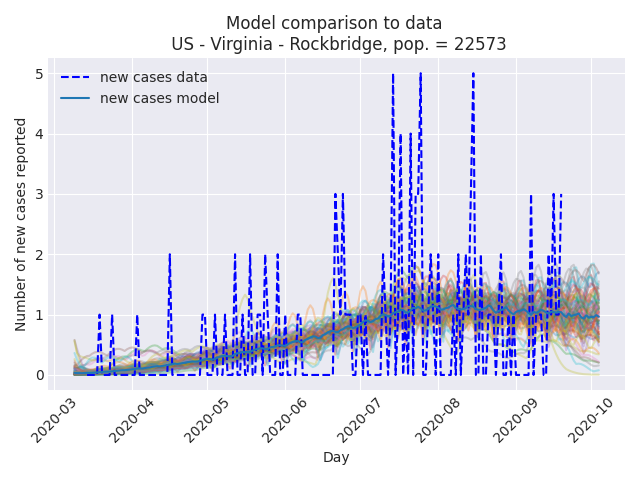 Model comparison to data
US - Virginia - Rockbridge, pop. = 22573
new cases data
new cases model
Number of new cases reported
5
4
3
2
1
0
2020-03
2020-04
2020-05
2020-06
2020-07
2020-08
2020-09
2020-10
Day